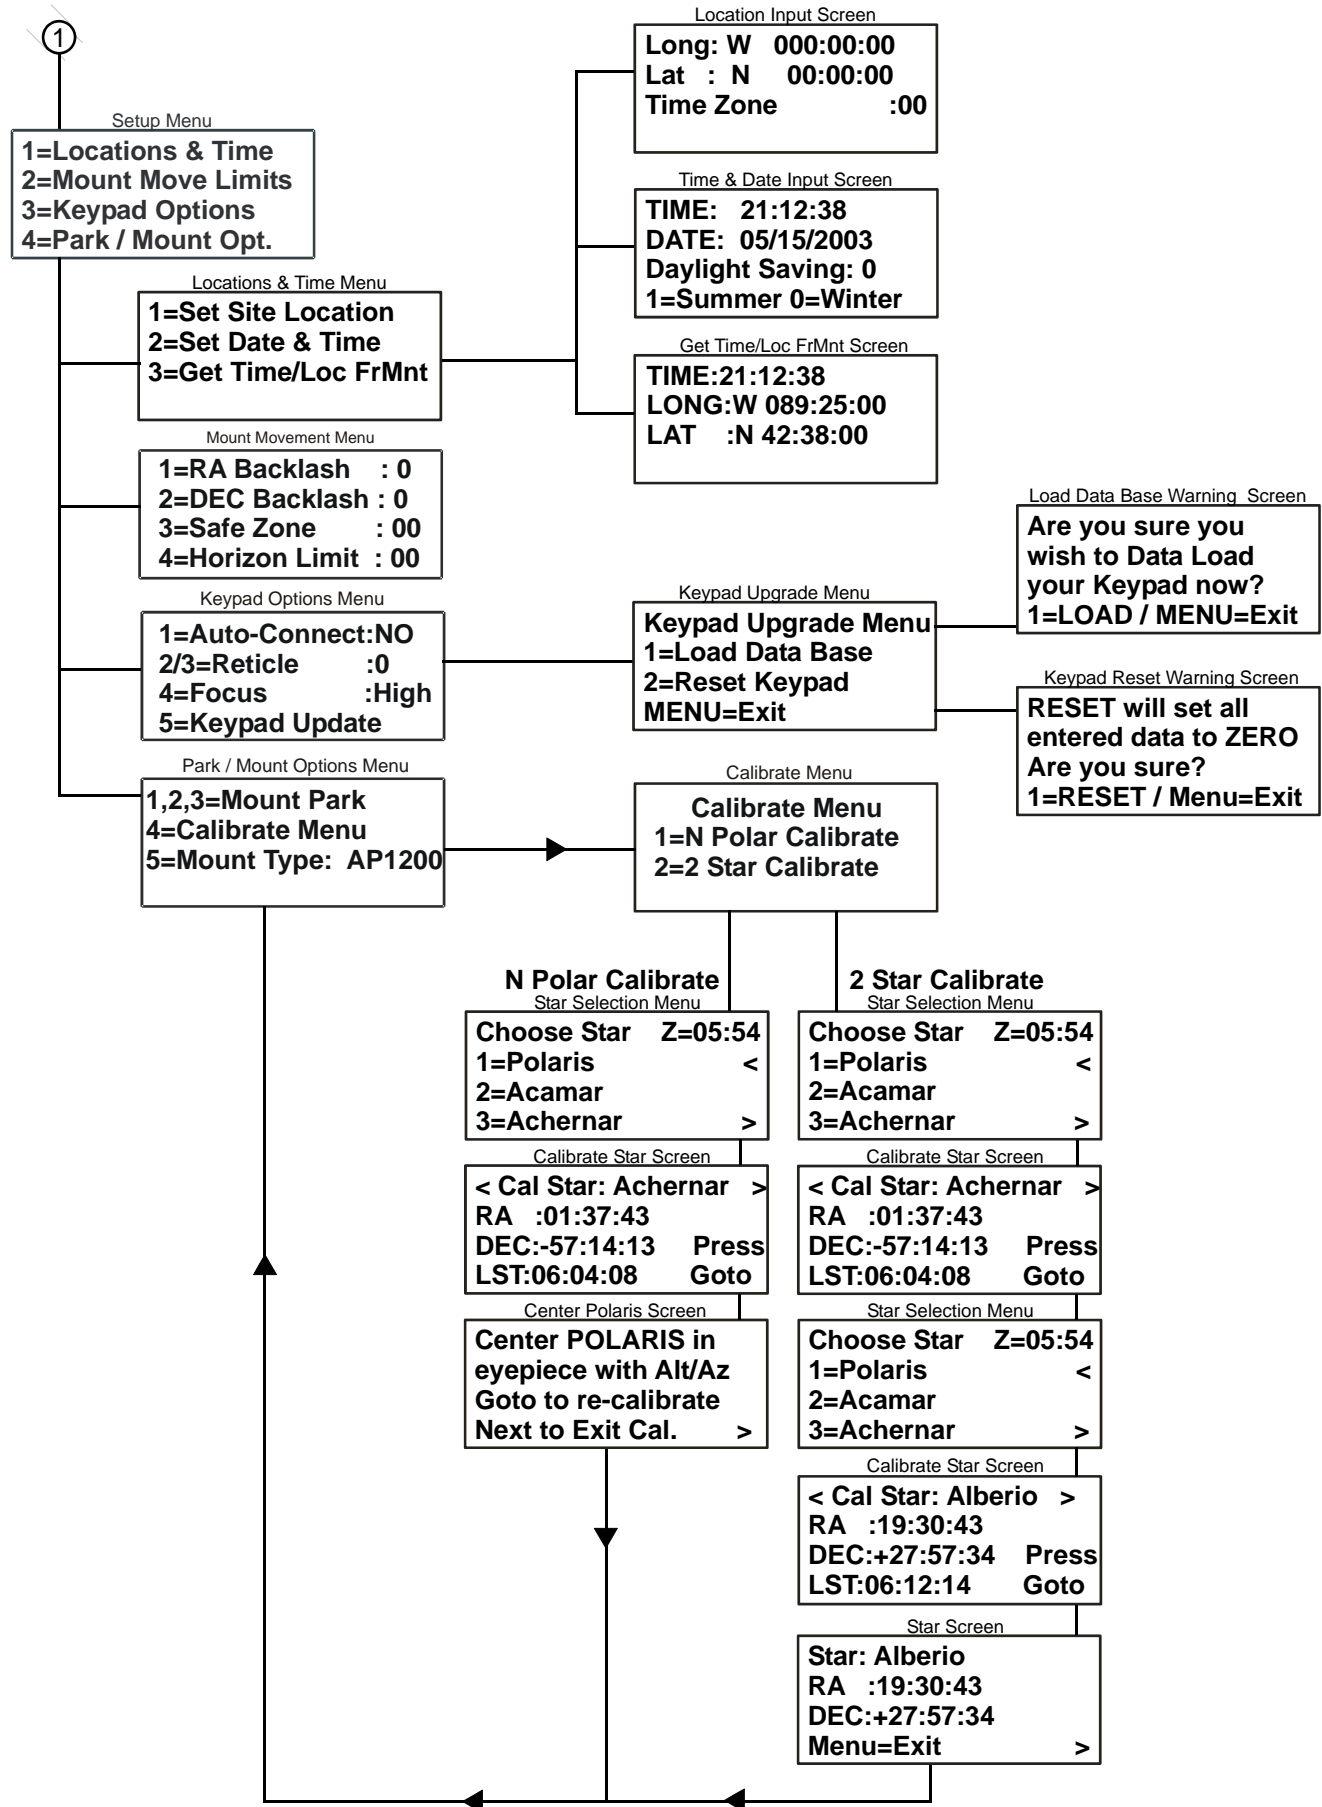 1
Setup Menu
1=Locations & Time
2=Mount Move Limits
3=Keypad Options
4=Park / Mount Opt.
Locations & Time Menu
1=Set Site Location
2=Set Date & Time
3=Get Time/Loc FrMnt
Location Input Screen
Long: W 000:00:00
Lat : N 00:00:00
Time Zone :00
Time & Date Input Screen
TIME: 21:12:38
DATE: 05/15/2003
Daylight Saving: 0
1=Summer 0=Winter
Get Time/Loc FrMnt Screen
TIME:21:12:38
LONG:W 089:25:00
LAT :N 42:38:00
Mount Movement Menu
1=RA Backlash : 0
2=DEC Backlash : 0
3=Safe Zone : 00
4=Horizon Limit : 00
Keypad Options Menu
1=Auto-Connect:NO
2/3=Reticle :0
4=Focus :High
5=Keypad Update
Keypad Upgrade Menu
Keypad Upgrade Menu
1=Load Data Base
2=Reset Keypad
MENU=Exit
Load Data Base Warning Screen
Are you sure you
wish to Data Load
your Keypad now?
1=LOAD / MENU=Exit
Keypad Reset Warning Screen
RESET will set all
entered data to ZERO
Are you sure?
1=RESET / Menu=Exit
Park / Mount Options Menu
1,2,3=Mount Park
4=Calibrate Menu
5=Mount Type: AP1200
Calibrate Menu
Calibrate Menu
1=N Polar Calibrate
2=2 Star Calibrate
N Polar Calibrate
Star Selection Menu
Choose Star Z=05:54
1=Polaris <
2=Acamar
3=Achernar >
Calibrate Star Screen
< Cal Star: Achernar >
RA :01:37:43
DEC:-57:14:13 Press
LST:06:04:08 Goto
Center Polaris Screen
Center POLARIS in
eyepiece with Alt/Az
Goto to re-calibrate
Next to Exit Cal. >
2 Star Calibrate
Star Selection Menu
Choose Star Z=05:54
1=Polaris <
2=Acamar
3=Achernar >
Calibrate Star Screen
< Cal Star: Achernar >
RA :01:37:43
DEC:-57:14:13 Press
LST:06:04:08 Goto
Star Selection Menu
Choose Star Z=05:54
1=Polaris <
2=Acamar
3=Achernar >
Calibrate Star Screen
< Cal Star: Alberio >
RA :19:30:43
DEC:+27:57:34 Press
LST:06:12:14 Goto
Star Screen
Star: Alberio
RA :19:30:43
DEC:+27:57:34
Menu=Exit >